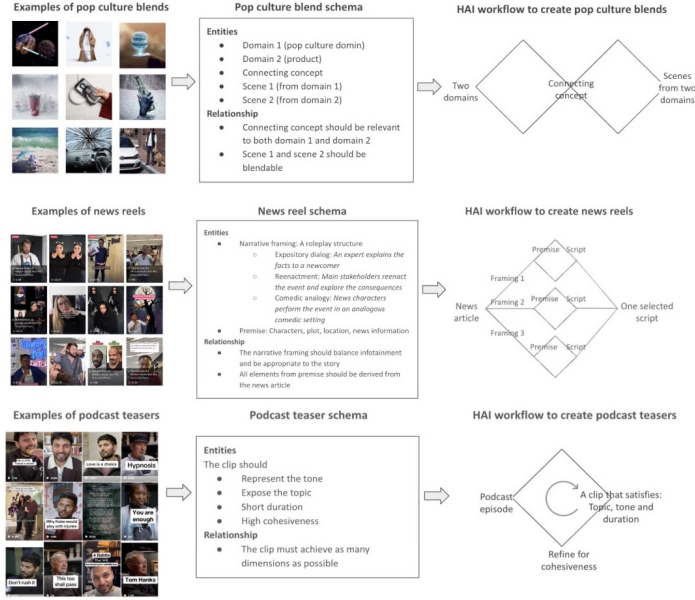 Examples of pop culture blends
Pop culture blend schema
HAI workflow to create pop culture blends
Entities
● Domain 1 (pop culture domin)
● Domain 2 (product)
● Connecting concept
● Scene 1 (from domain 1)
● Scene 2 (from domain 2)
Relationship
● Connecting concept should be relevant
to both domain 1 and domain 2
● Scene 1 and scene 2 should be
blendable
Two
domains
Connecting
concept
Scenes
from two
domains
Examples of news reels
News reel schema
HAI workflow to create news reels
Entities
● Narrative framing: A roleplay structure
○ Expository dialog: An expert explains the
facts to a newcomer
○ Reenactment: Main stakeholders reenact
the event and explore the consequences
○ Comedic analogy: News characters
perform the event in an analogous
comedic setting
● Premise: Characters, plot, location, news information
Relationship
● The narrative framing should balance infotainment
and be appropriate to the story
● All elements from premise should be derived from
the news article
News
article
Framing 1
Framing 2
Framing 3
Premise Script
Premise Script
Premise Script
One selected
script
Examples of podcast teasers
Podcast teaser schema
HAI workflow to create podcast teasers
Love is a choice
Hypnosis
Why Kobe would
play with injuries
You are
enough
Don't rush it
This too
shall pass
4 Habits
Tom Hanks
Entities
The clip should
● Represent the tone
● Expose the topic
● Short duration
● High cohesiveness
Relationship
● The clip must achieve as many
dimensions as possible
Podcast
episode
A clip that satisfies:
Topic, tone and
duration
Refine for
cohesiveness